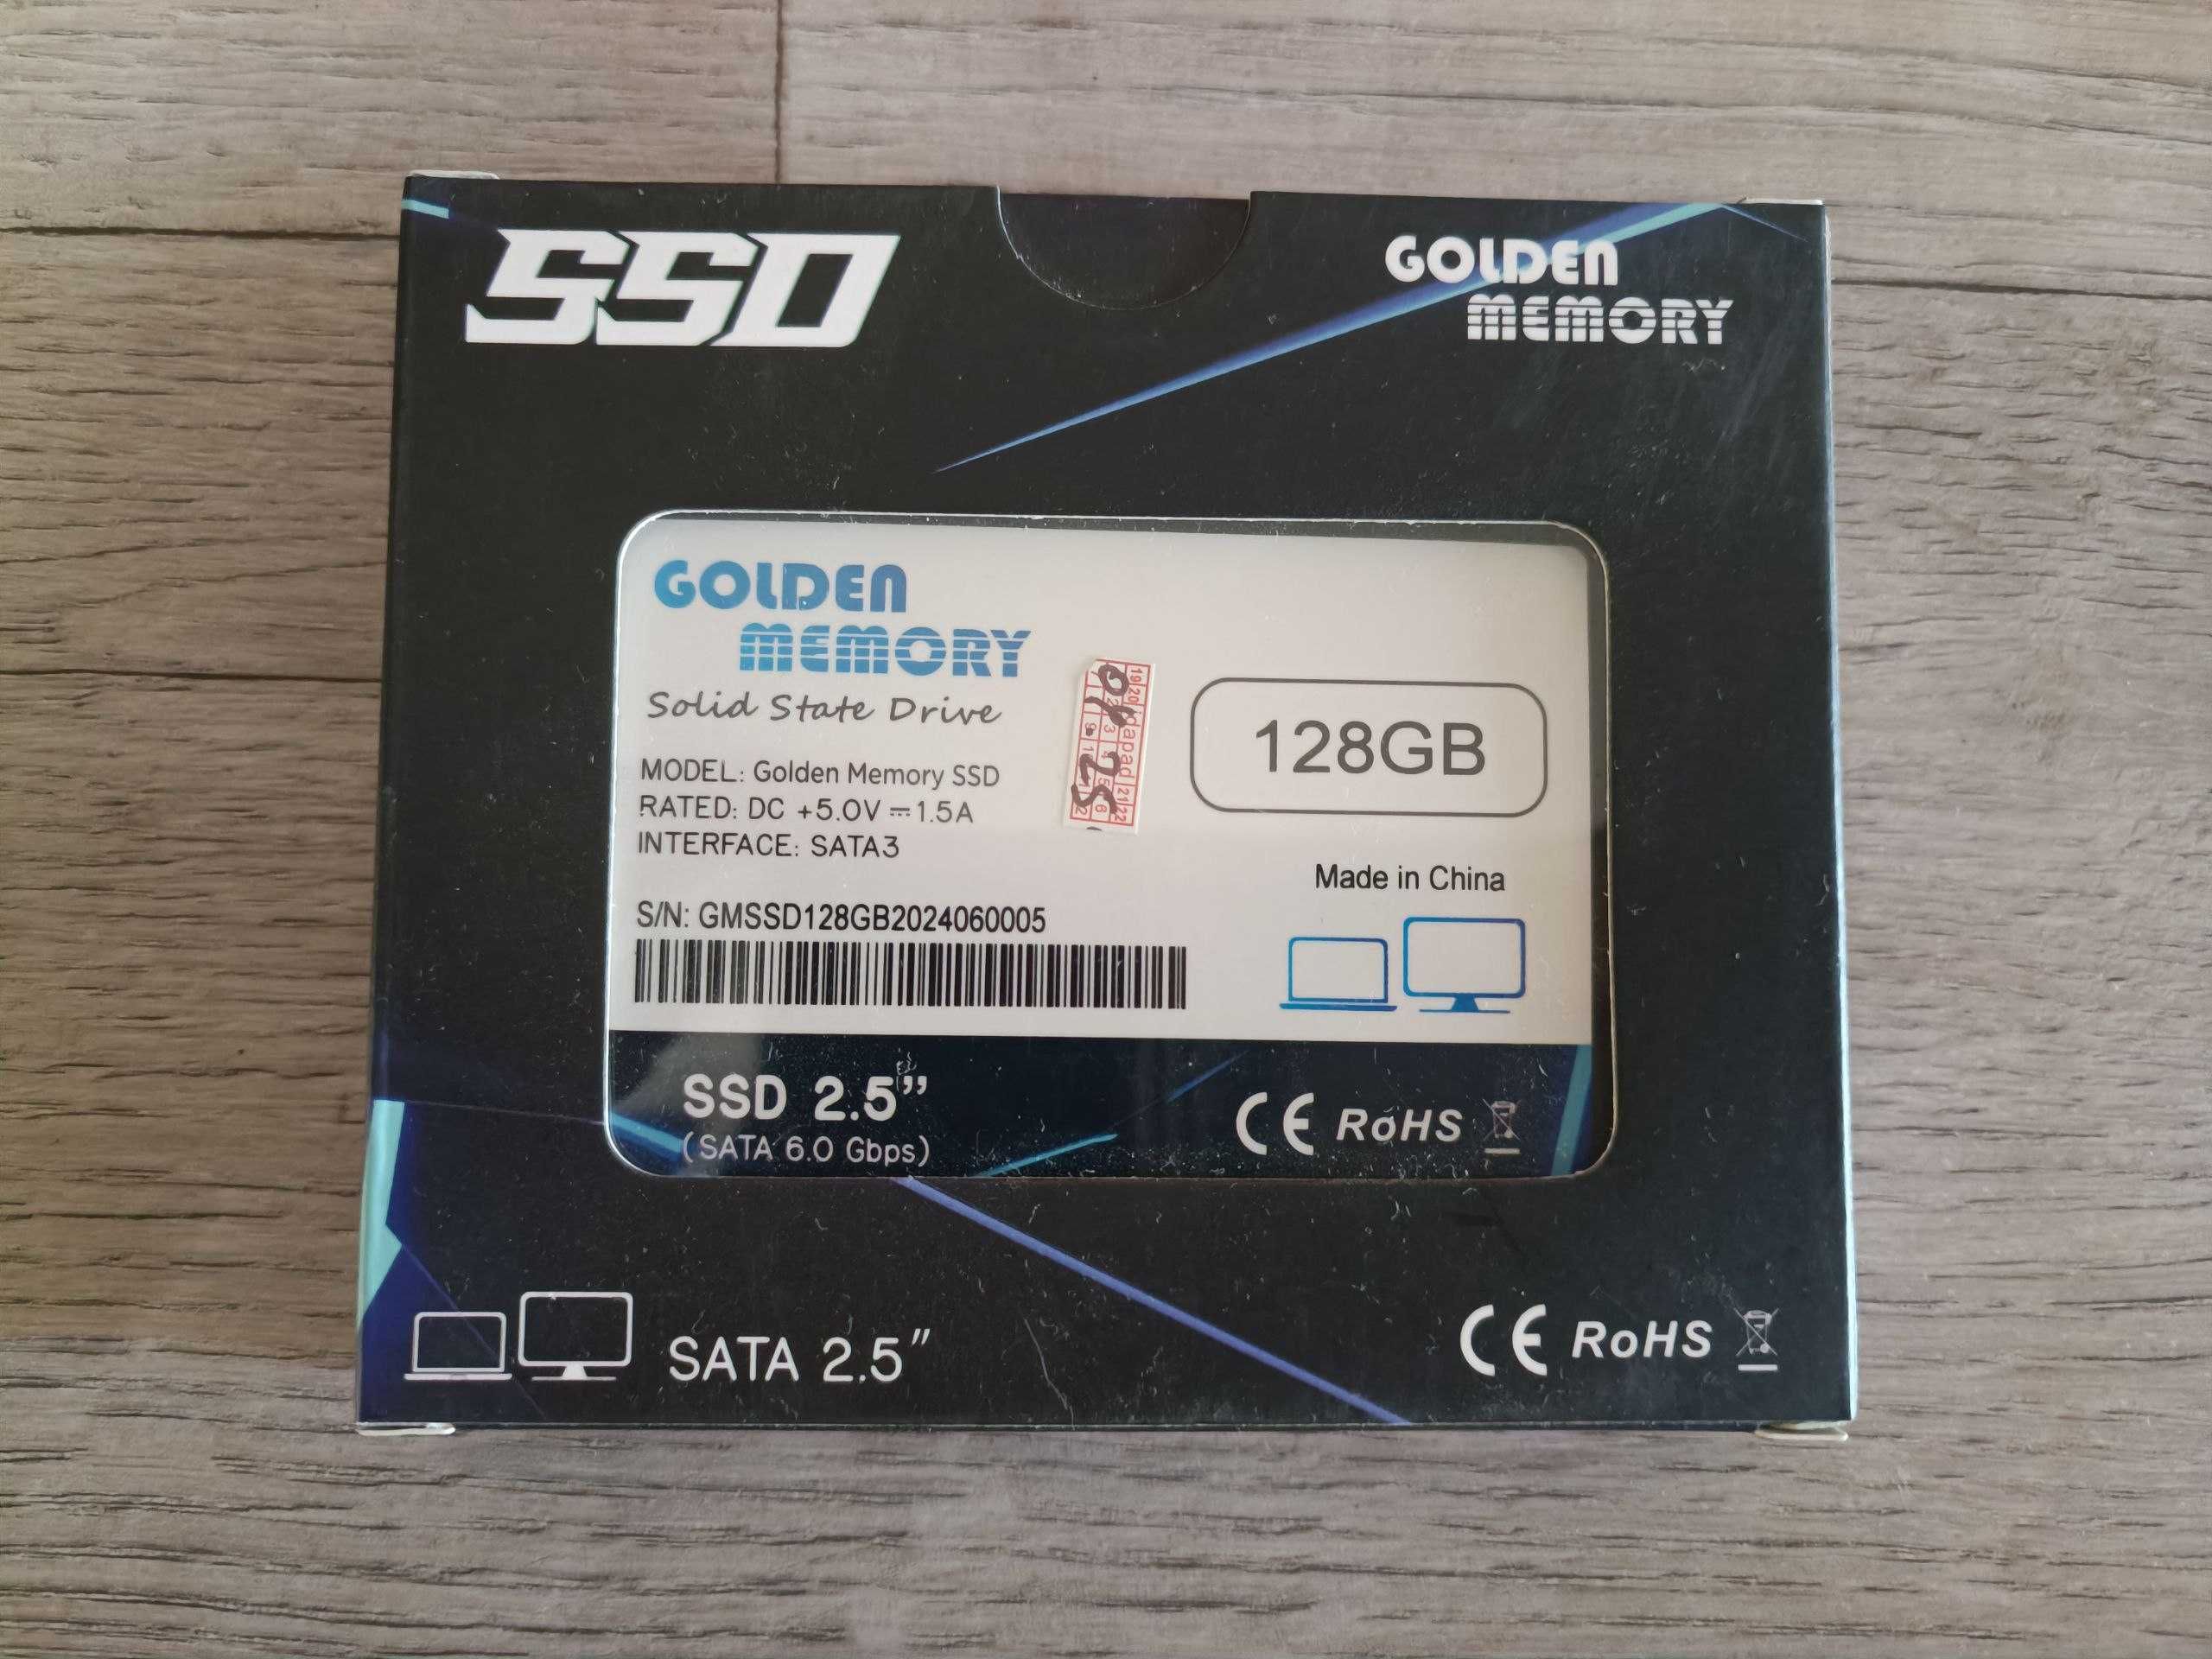 SSD
GOLDEN
MEMORY
GOLDEN
MEMORY
Solid State Drive
MODEL: Golden Memory SSD
RATED: DC +5.0V ⎓ 1.5A
INTERFACE: SATA3
S/N: GMSSD128GB2024060005
04.25
128GB
Made in China
SSD 2.5”
(SATA 6.0 Gbps)
CE RoHS
SATA 2.5"
CE RoHS